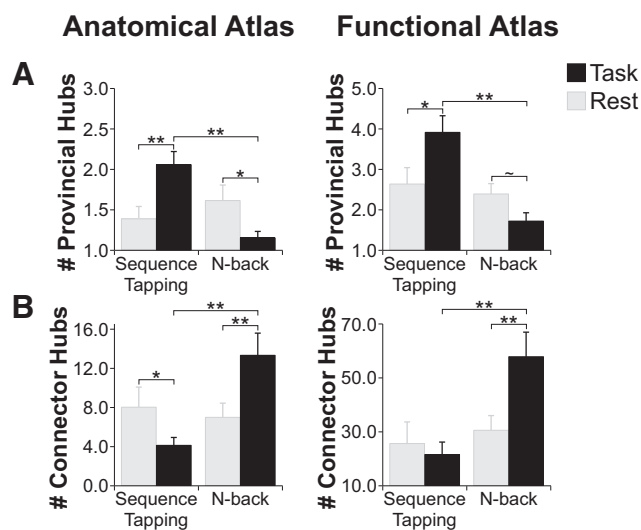 Anatomical Atlas Functional Atlas
A
# Provincial Hubs
3.0
2.5
2.0
1.5
1.0
**
**
*
Sequence Tapping
N-back
# Provincial Hubs
5.0
4.0
3.0
2.0
1.0
*
**
~
Sequence Tapping
N-back
Task
Rest
B
# Connector Hubs
16.0
12.0
8.0
4.0
0.0
*
**
**
Sequence Tapping
N-back
# Connector Hubs
70.0
50.0
30.0
10.0
**
**
Sequence Tapping
N-back